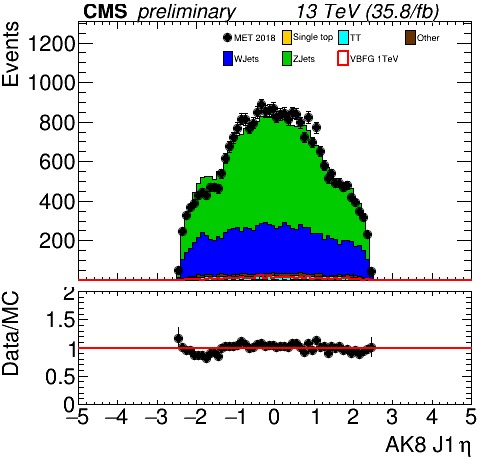 CMS preliminary 13 TeV (35.8/fb)
Events
1200
1000
800
600
400
200
MET 2018 Single top TT Other
WJets ZJets VBFG 1TeV
Data/MC
2
1.5
1
0.5
0
−5 −4 −3 −2 −1 0 1 2 3 4 5
AK8 J1 η